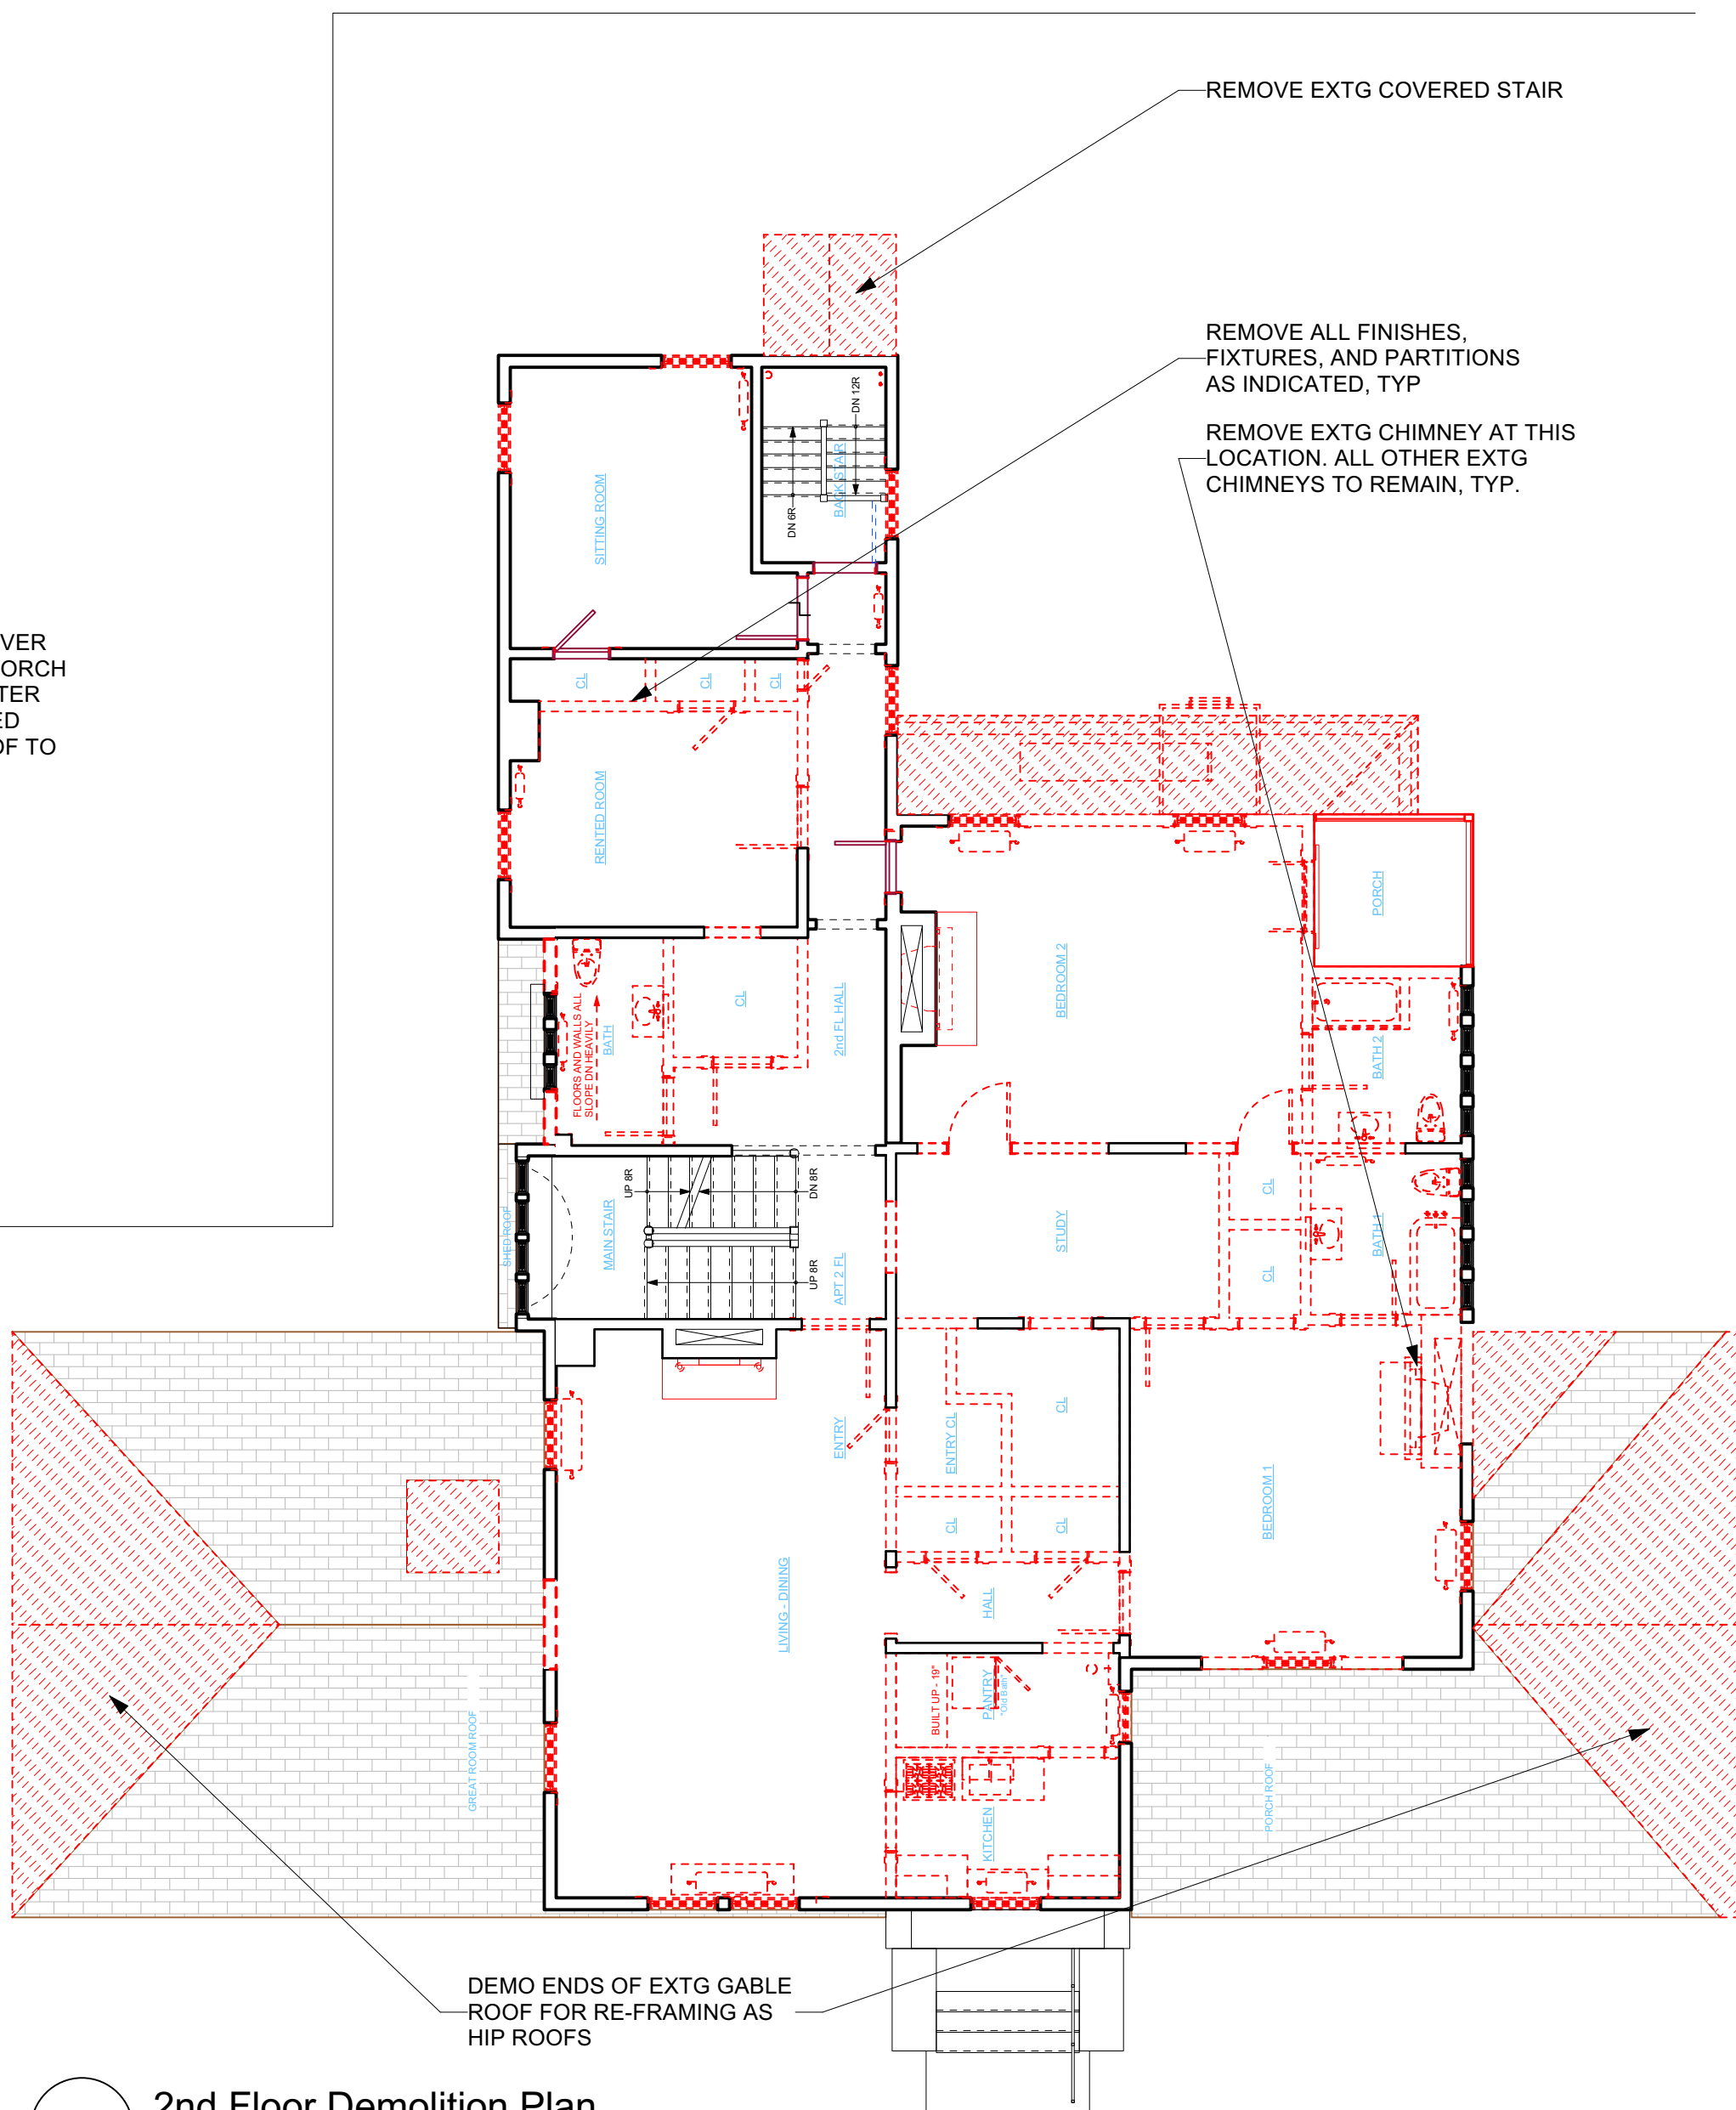 REMOVE EXTG COVERED STAIR
REMOVE ALL FINISHES,
FIXTURES, AND PARTITIONS
AS INDICATED, TYP
REMOVE EXTG CHIMNEY AT THIS
LOCATION. ALL OTHER EXTG
CHIMNEYS TO REMAIN, TYP.
VER
ORCH
TER
ED
OF TO
SITTING ROOM
BACK STAIR
DN 6R
DN 12R
CL
CL
CL
RENTED ROOM
PORCH
BEDROOM 2
2nd FL HALL
CL
BATH
FLOORS AND WALLS ALL
SLOPE DN HEAVILY
BATH 2
UP 8R
DN 8R
MAIN STAIR
SHED ROOF
UP 8R
APT 2 FL
STUDY
CL
CL
BATH 1
ENTRY
ENTRY CL
CL
CL
CL
BEDROOM 1
LIVING - DINING
HALL
PANTRY
"Old Bath"
BUILT UP - 19"
GREAT ROOM ROOF
PORCH ROOF
KITCHEN
DEMO ENDS OF EXTG GABLE
ROOF FOR RE-FRAMING AS
HIP ROOFS
2nd Floor Demolition Plan